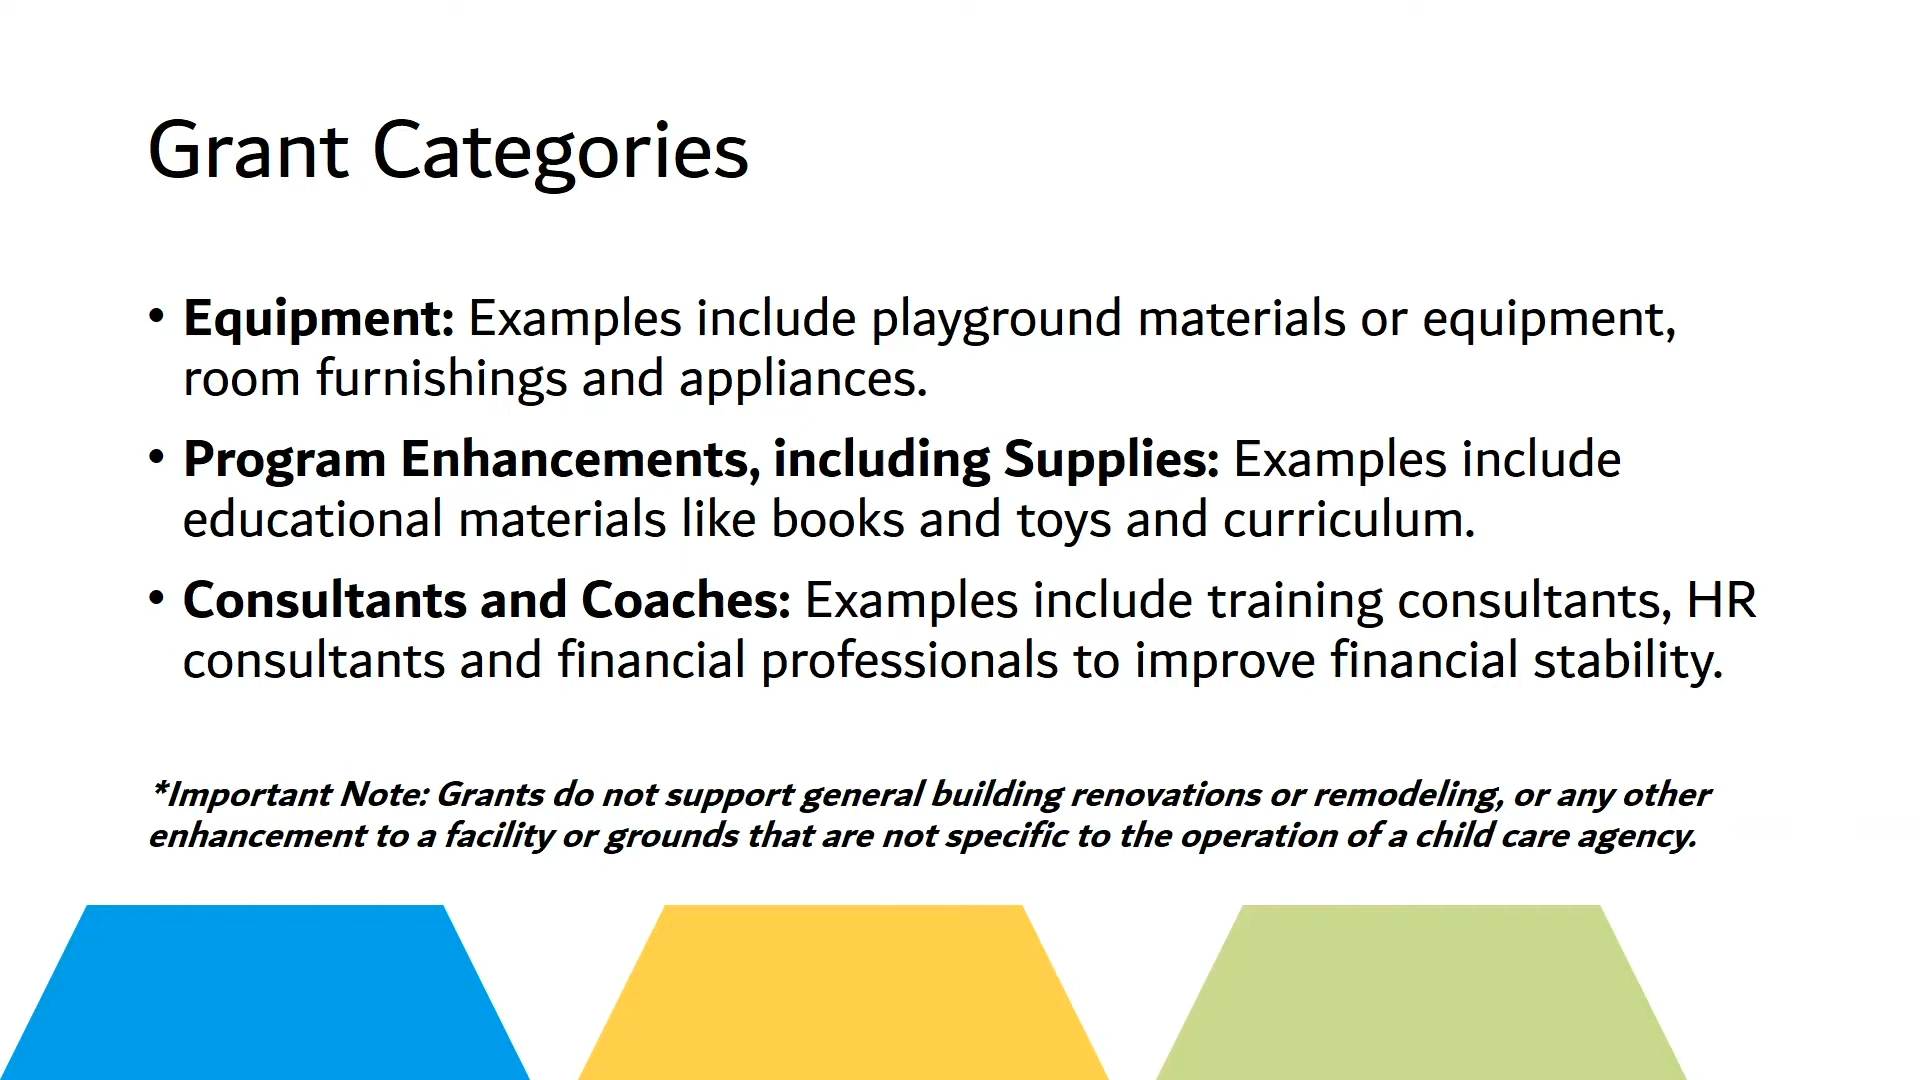 Grant Categories
• Equipment: Examples include playground materials or equipment,
room furnishings and appliances.
• Program Enhancements, including Supplies: Examples include
educational materials like books and toys and curriculum.
• Consultants and Coaches: Examples include training consultants, HR
consultants and financial professionals to improve financial stability.
*Important Note: Grants do not support general building renovations or remodeling, or any other
enhancement to a facility or grounds that are not specific to the operation of a child care agency.